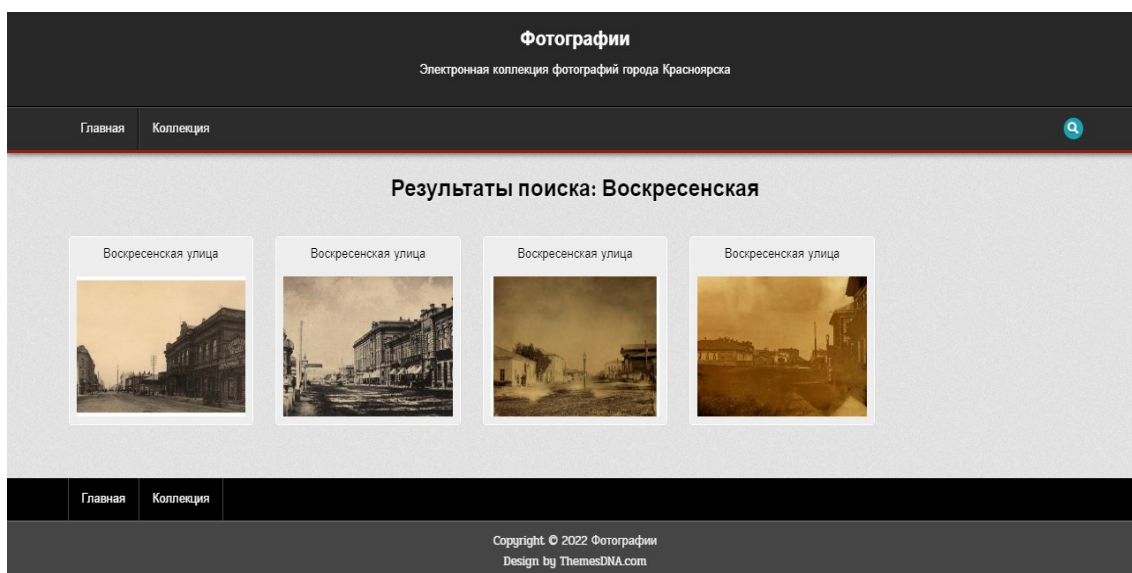 Фотографии
Электронная коллекция фотографий города Красноярска
Главная Коллекция
Результаты поиска: Воскресенская
Воскресенская улица Воскресенская улица Воскресенская улица Воскресенская улица
Главная Коллекция
Copyright © 2022 Фотографии
Design by ThemesDNA.com